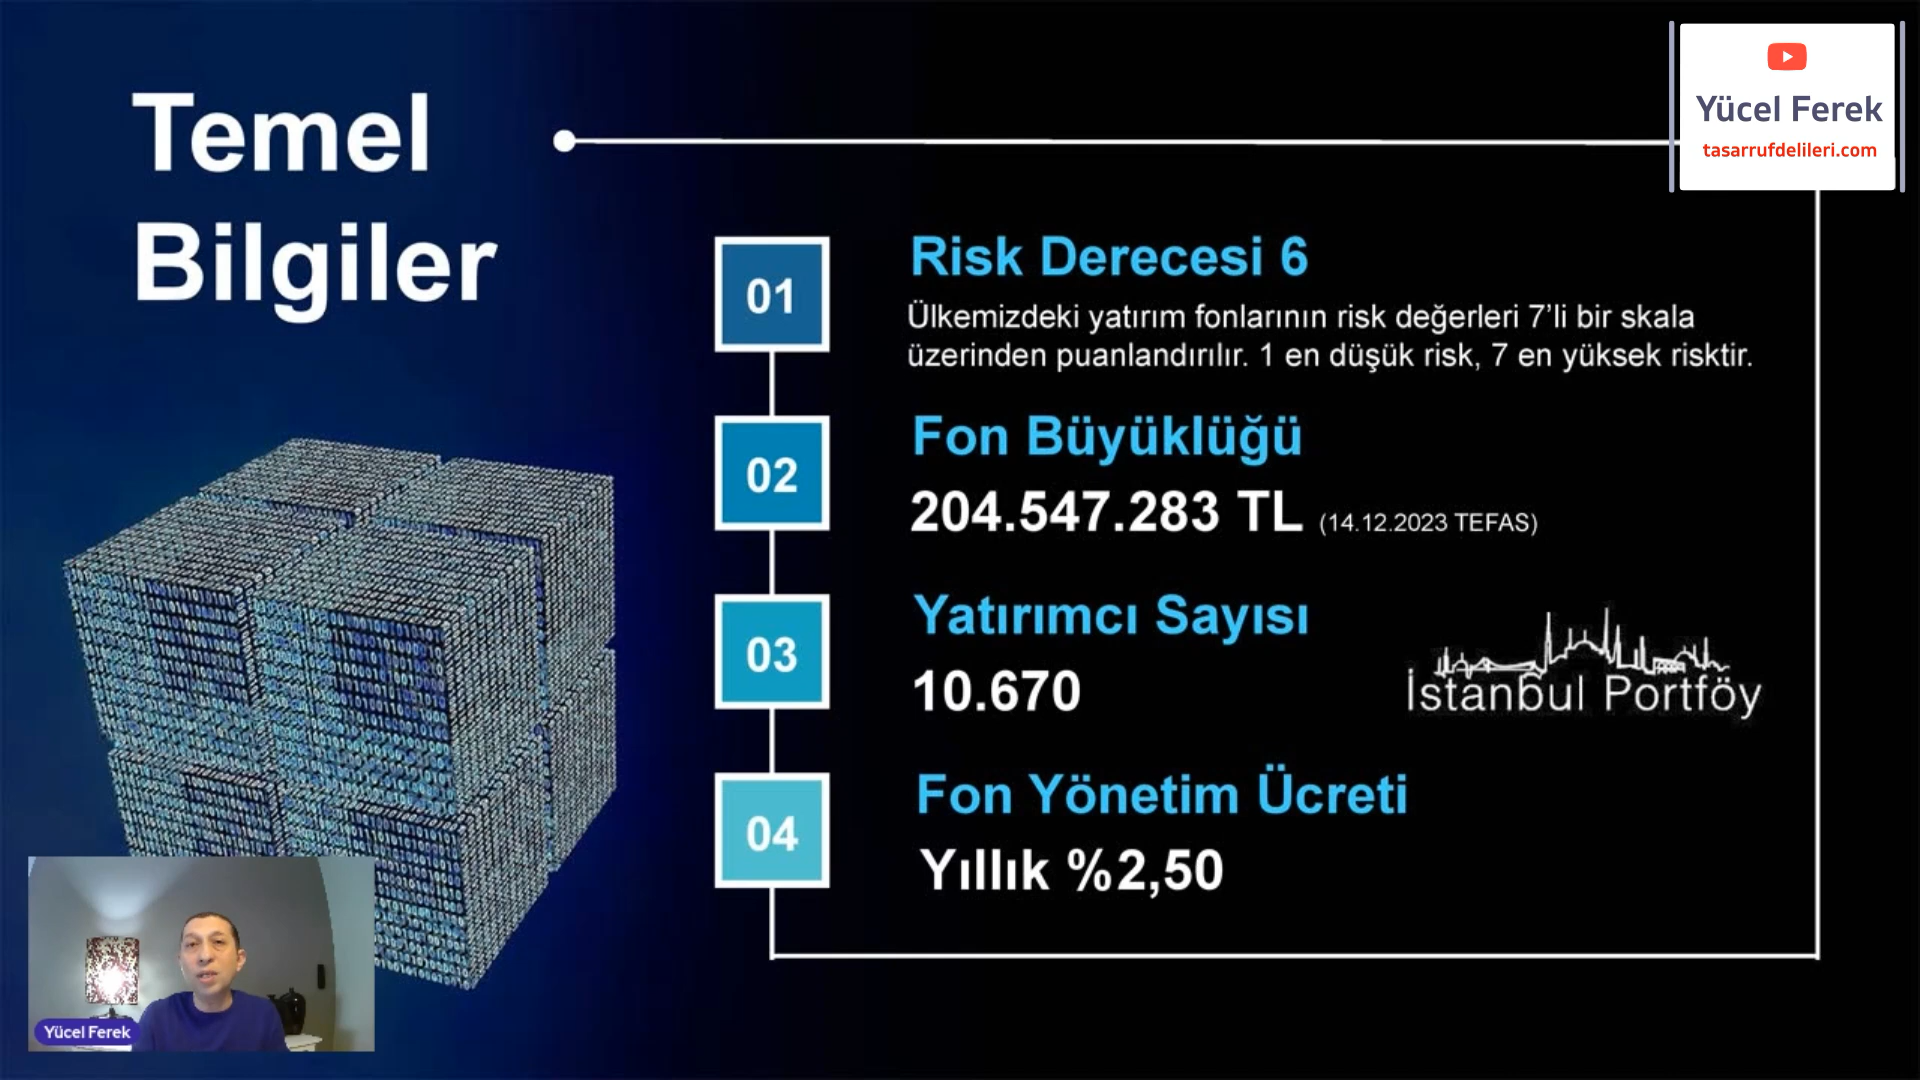 Temel
Bilgiler
Yücel Ferek
tasarrufdelileri.com
01
Risk Derecesi 6
Ülkemizdeki yatırım fonlarının risk değerleri 7’li bir skala
üzerinden puanlandırılır. 1 en düşük risk, 7 en yüksek risktir.
02
Fon Büyüklüğü
204.547.283 TL (14.12.2023 TEFAS)
03
Yatırımcı Sayısı
10.670
İstanbul Portföy
04
Fon Yönetim Ücreti
Yıllık %2,50
Yücel Ferek